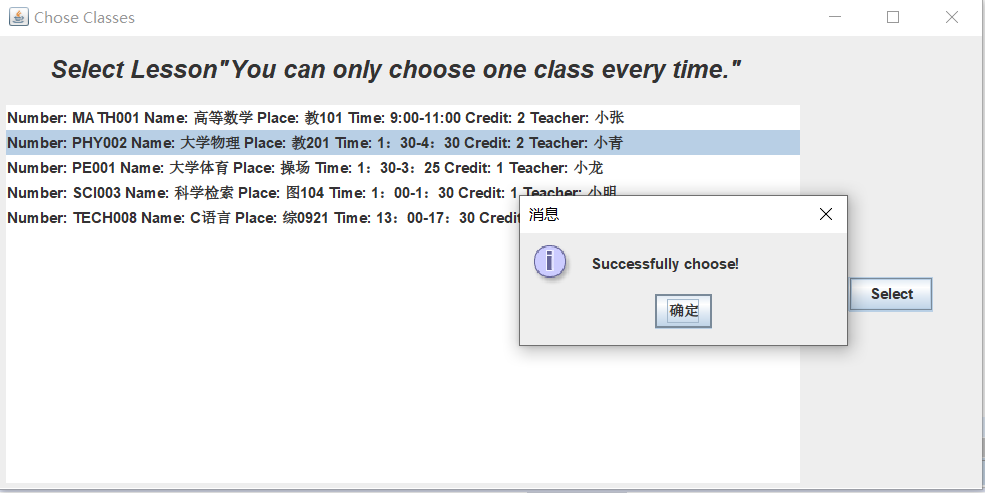 Chose Classes
Select Lesson"You can only choose one class every time."
Number: MATH001 Name: 高等数学 Place: 教101 Time: 9:00-11:00 Credit: 2 Teacher: 小张
Number: PHY002 Name: 大学物理 Place: 教201 Time: 1：30-4：30 Credit: 2 Teacher: 小青
Number: PE001 Name: 大学体育 Place: 操场 Time: 1：30-3：25 Credit: 1 Teacher: 小龙
Number: SCI003 Name: 科学检索 Place: 图104 Time: 1：00-1：30 Credit: 1 Teacher: 小明
Number: TECH008 Name: C语言 Place: 综0921 Time: 13：00-17：30 Credit
消息
Successfully choose!
确定
Select